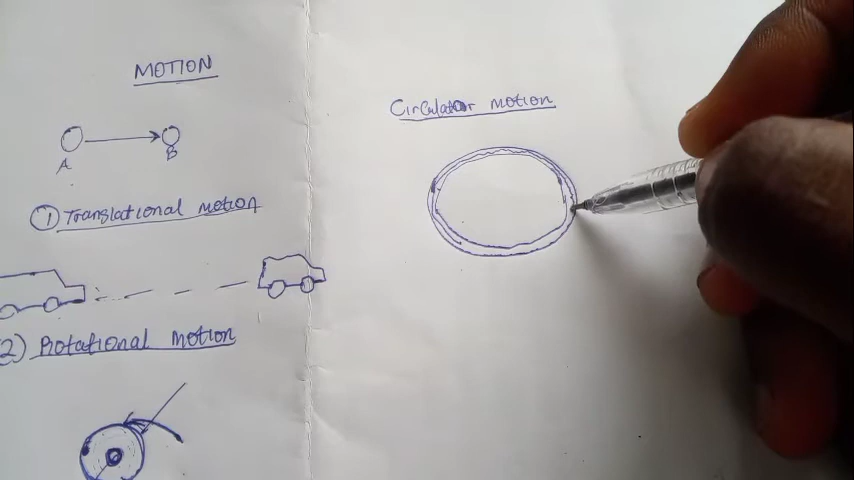 MOTION
A
B
1 Translational motion
2) Rotational motion
Circulator motion